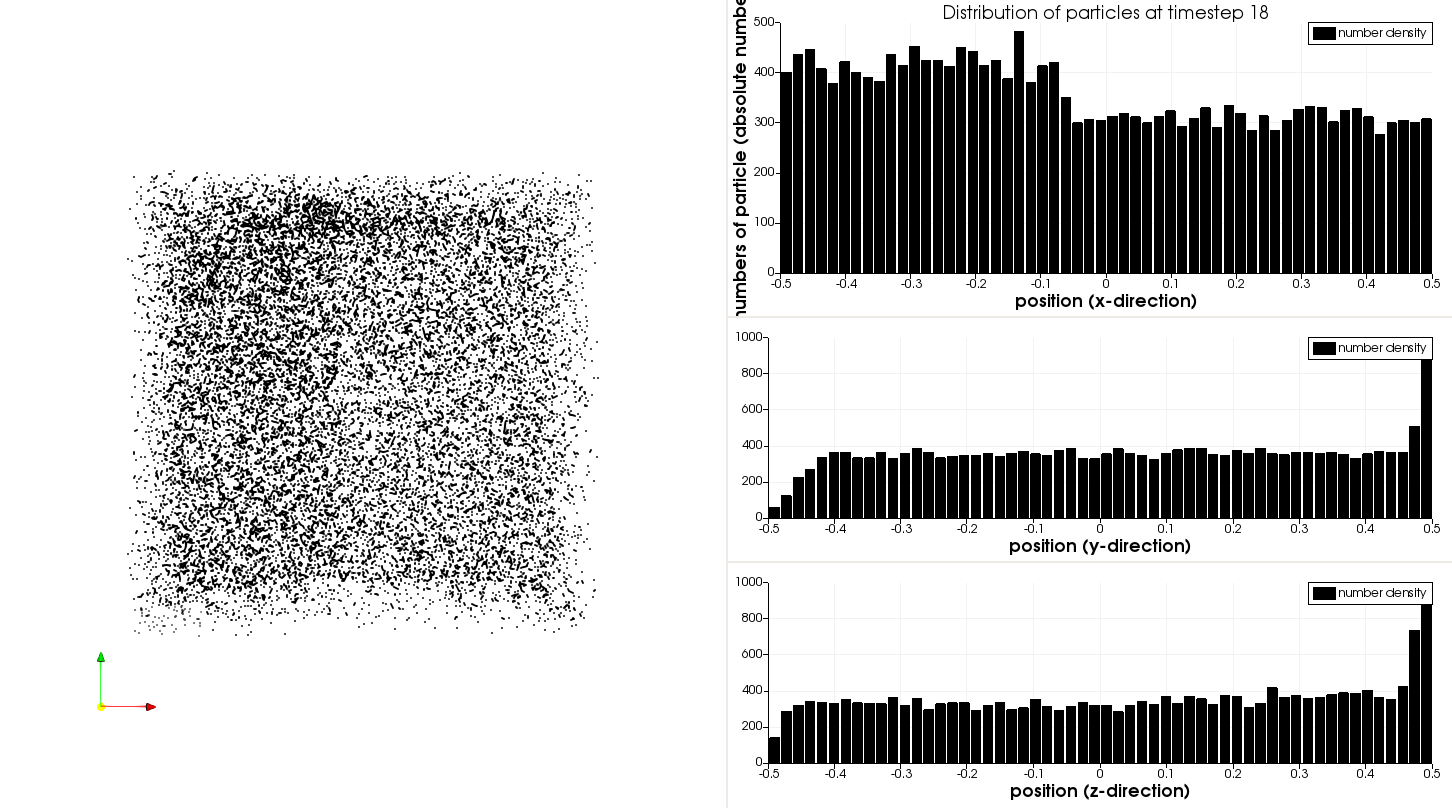 Distribution of particles at timestep 18
numbers of particle (absolute number
500
400
300
200
100
0
number density
-0.5 -0.4 -0.3 -0.2 -0.1 0 0.1 0.2 0.3 0.4 0.5
position (x-direction)
1000
800
600
400
200
0
number density
-0.5 -0.4 -0.3 -0.2 -0.1 0 0.1 0.2 0.3 0.4 0.5
position (y-direction)
1000
800
600
400
200
0
number density
-0.5 -0.4 -0.3 -0.2 -0.1 0 0.1 0.2 0.3 0.4 0.5
position (z-direction)